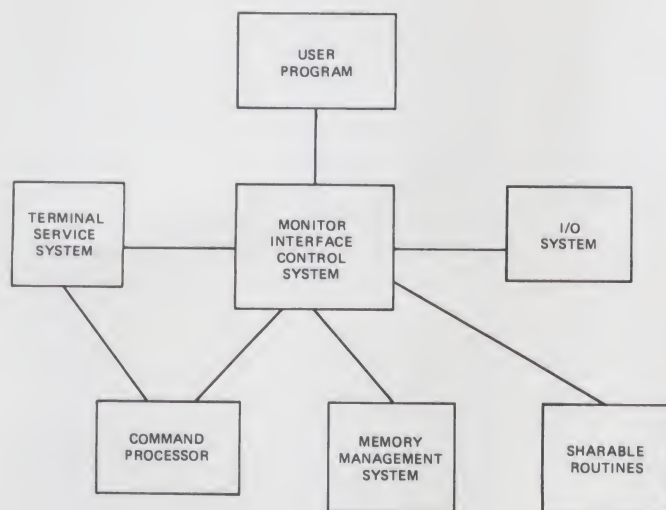 USER
PROGRAM
TERMINAL
SERVICE
SYSTEM
MONITOR
INTERFACE
CONTROL
SYSTEM
I/O
SYSTEM
COMMAND
PROCESSOR
MEMORY
MANAGEMENT
SYSTEM
SHARABLE
ROUTINES